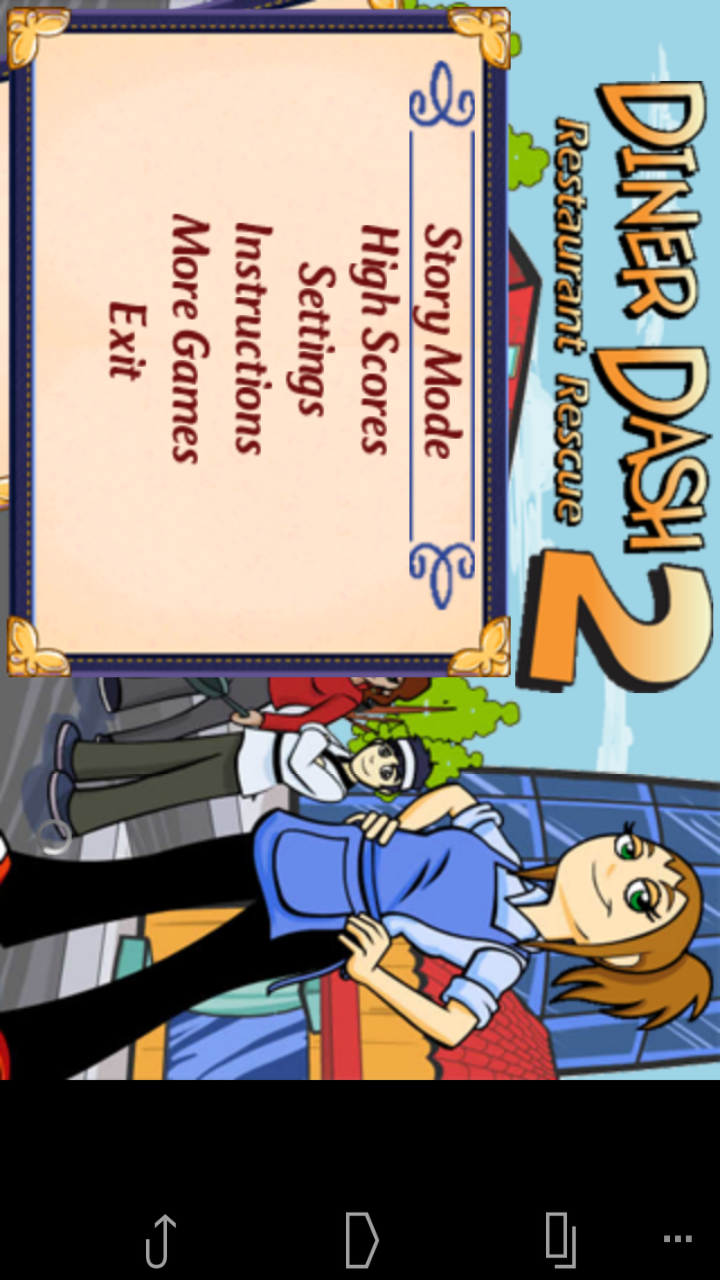 DINER DASH 2
Restaurant Rescue
Story Mode
High Scores
Settings
Instructions
More Games
Exit